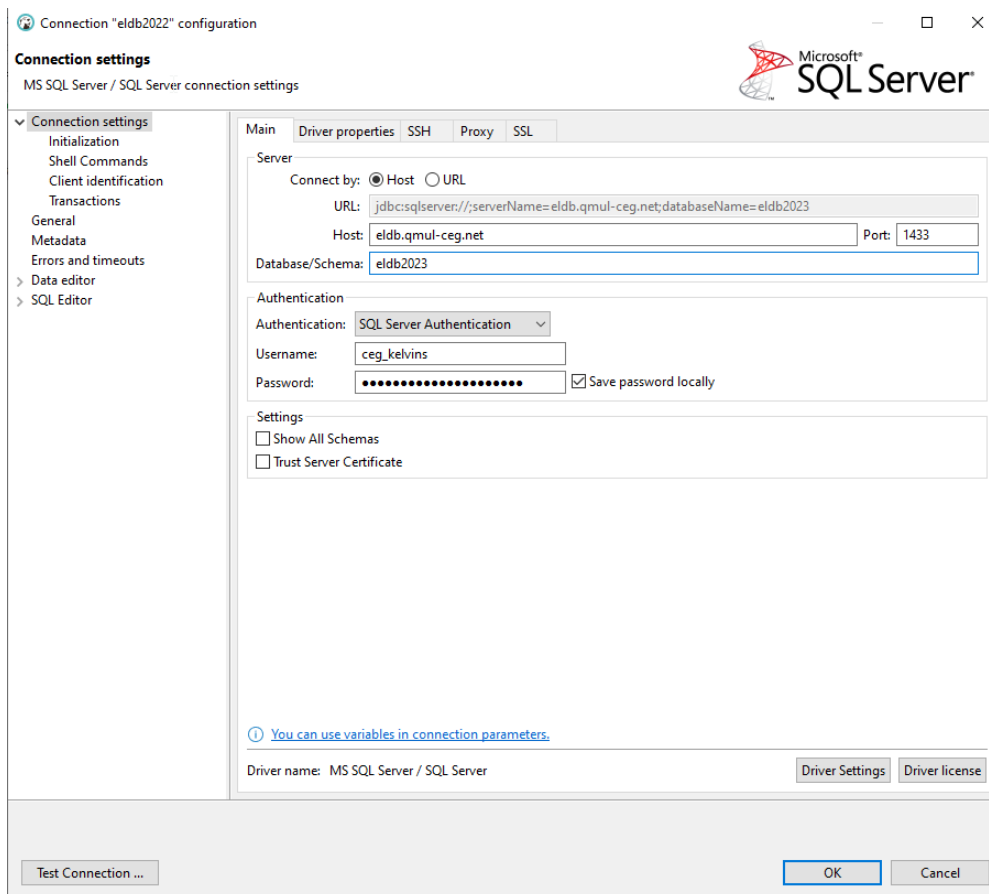 Connection "eldb2022" configuration
Connection settings
MS SQL Server / SQL Server connection settings
Microsoft®
SQL Server®
Connection settings
Initialization
Shell Commands
Client identification
Transactions
General
Metadata
Errors and timeouts
Data editor
SQL Editor
Main Driver properties SSH Proxy SSL
Server
Connect by: Host URL
URL: jdbc:sqlserver://;serverName=eldb.qmul-ceg.net;databaseName=eldb2023
Host: eldb.qmul-ceg.net Port: 1433
Database/Schema: eldb2023
Authentication
Authentication: SQL Server Authentication
Username: ceg_kelvins
Password: •••••••••••••••••••••
Save password locally
Settings
Show All Schemas
Trust Server Certificate
You can use variables in connection parameters.
Driver name: MS SQL Server / SQL Server Driver Settings Driver license
Test Connection ... OK Cancel